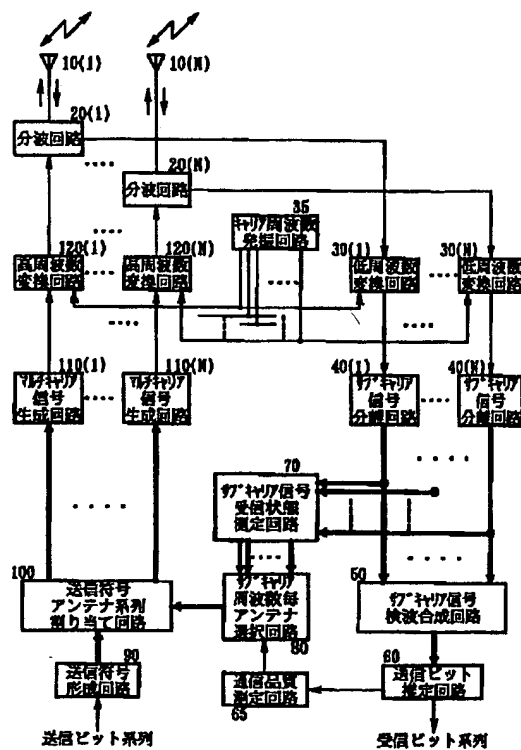 10(1)
10(N)
20(1)
分波回路
20(N)
分波回路
35
キャリア周波数
発振回路
120(1)
高周波数
変換回路
120(N)
高周波数
変換回路
30(1)
低周波数
変換回路
30(N)
低周波数
変換回路
110(1)
マルチキャリア
信号
生成回路
110(N)
マルチキャリア
信号
生成回路
40(1)
サブキャリア
信号
分離回路
40(N)
サブキャリア
信号
分離回路
70
サブキャリア信号
受信状態
測定回路
100
送信符号
アンテナ系列
割り当て回路
サブキャリア
周波数毎
アンテナ
選択回路
80
50
サブキャリア信号
検波合成回路
90
送信符号
形成回路
通信品質
測定回路
65
60
送信ビット
推定回路
送信ビット系列
受信ビット系列